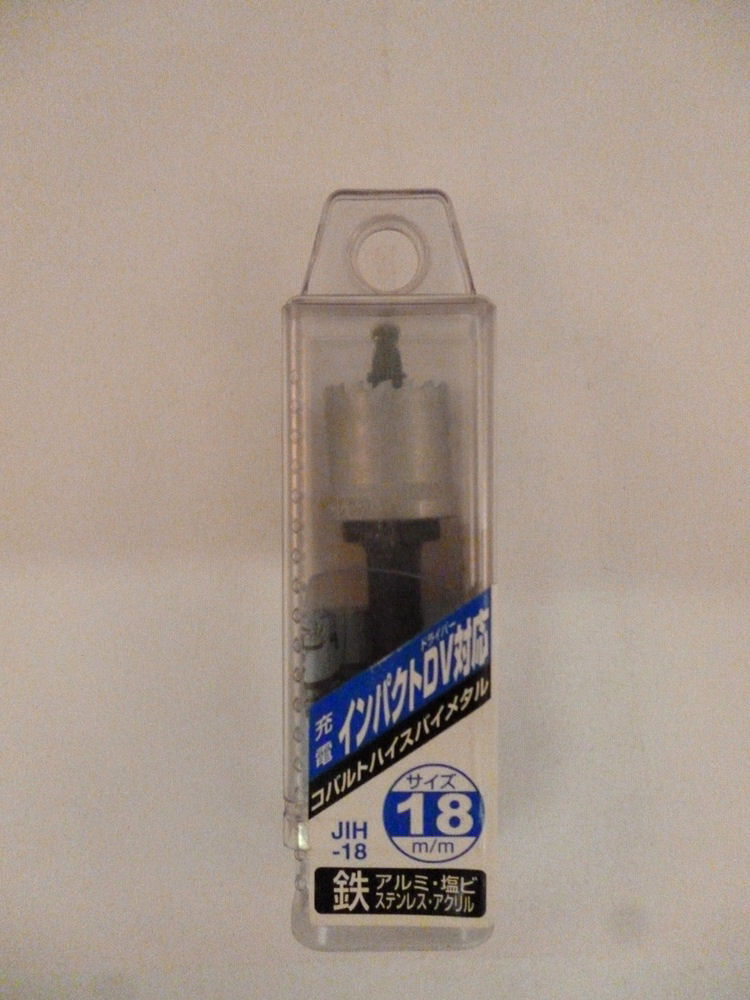 充電 インパクトDV対応
ドライバー
コバルトハイスバイメタル
サイズ
18
m/m
JIH
-18
鉄 アルミ・塩ビ
ステンレス・アクリル